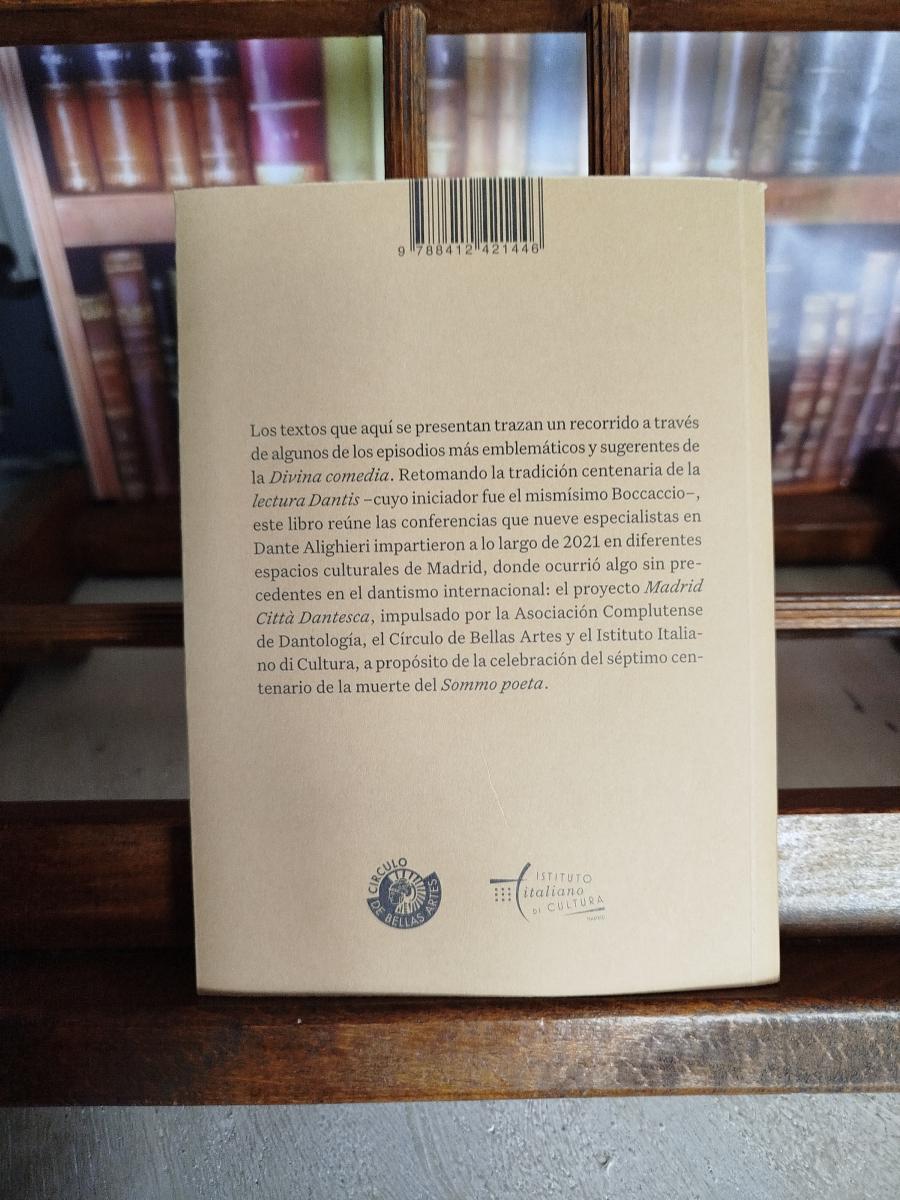 9 788412 421446
Los textos que aquí se presentan trazan un recorrido a través
de algunos de los episodios más emblemáticos y sugerentes de
la Divina comedia. Retomando la tradición centenaria de la
lectura Dantis –cuyo iniciador fue el mismísimo Boccaccio–,
este libro reúne las conferencias que nueve especialistas en
Dante Alighieri impartieron a lo largo de 2021 en diferentes
espacios culturales de Madrid, donde ocurrió algo sin pre-
cedentes en el dantismo internacional: el proyecto Madrid
Città Dantesca, impulsado por la Asociación Complutense
de Dantología, el Círculo de Bellas Artes y el Istituto Italia-
no di Cultura, a propósito de la celebración del séptimo cen-
tenario de la muerte del Sommo poeta.
CÍRCULO
DE BELLAS ARTES
ISTITUTO
italiano
DI CULTURA
MADRID